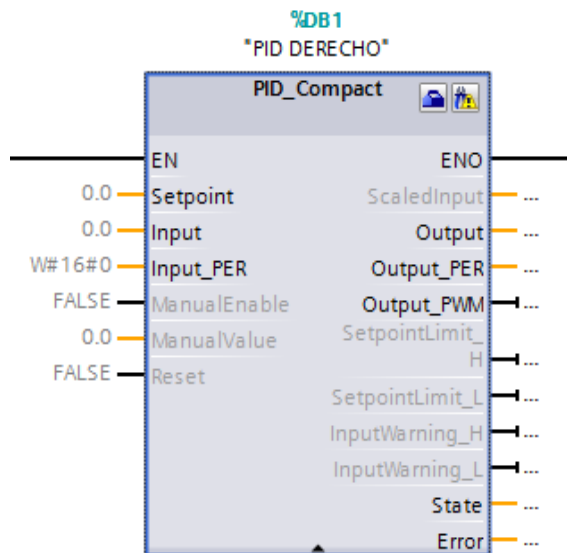 %DB1
"PID DERECHO"
PID_Compact
EN ENO
0.0 Setpoint ScaledInput ...
0.0 Input Output ...
W#16#0 Input_PER Output_PER ...
FALSE ManualEnable Output_PWM ...
0.0 ManualValue SetpointLimit_
H ...
FALSE Reset
SetpointLimit_L ...
InputWarning_H ...
InputWarning_L ...
State ...
Error ...